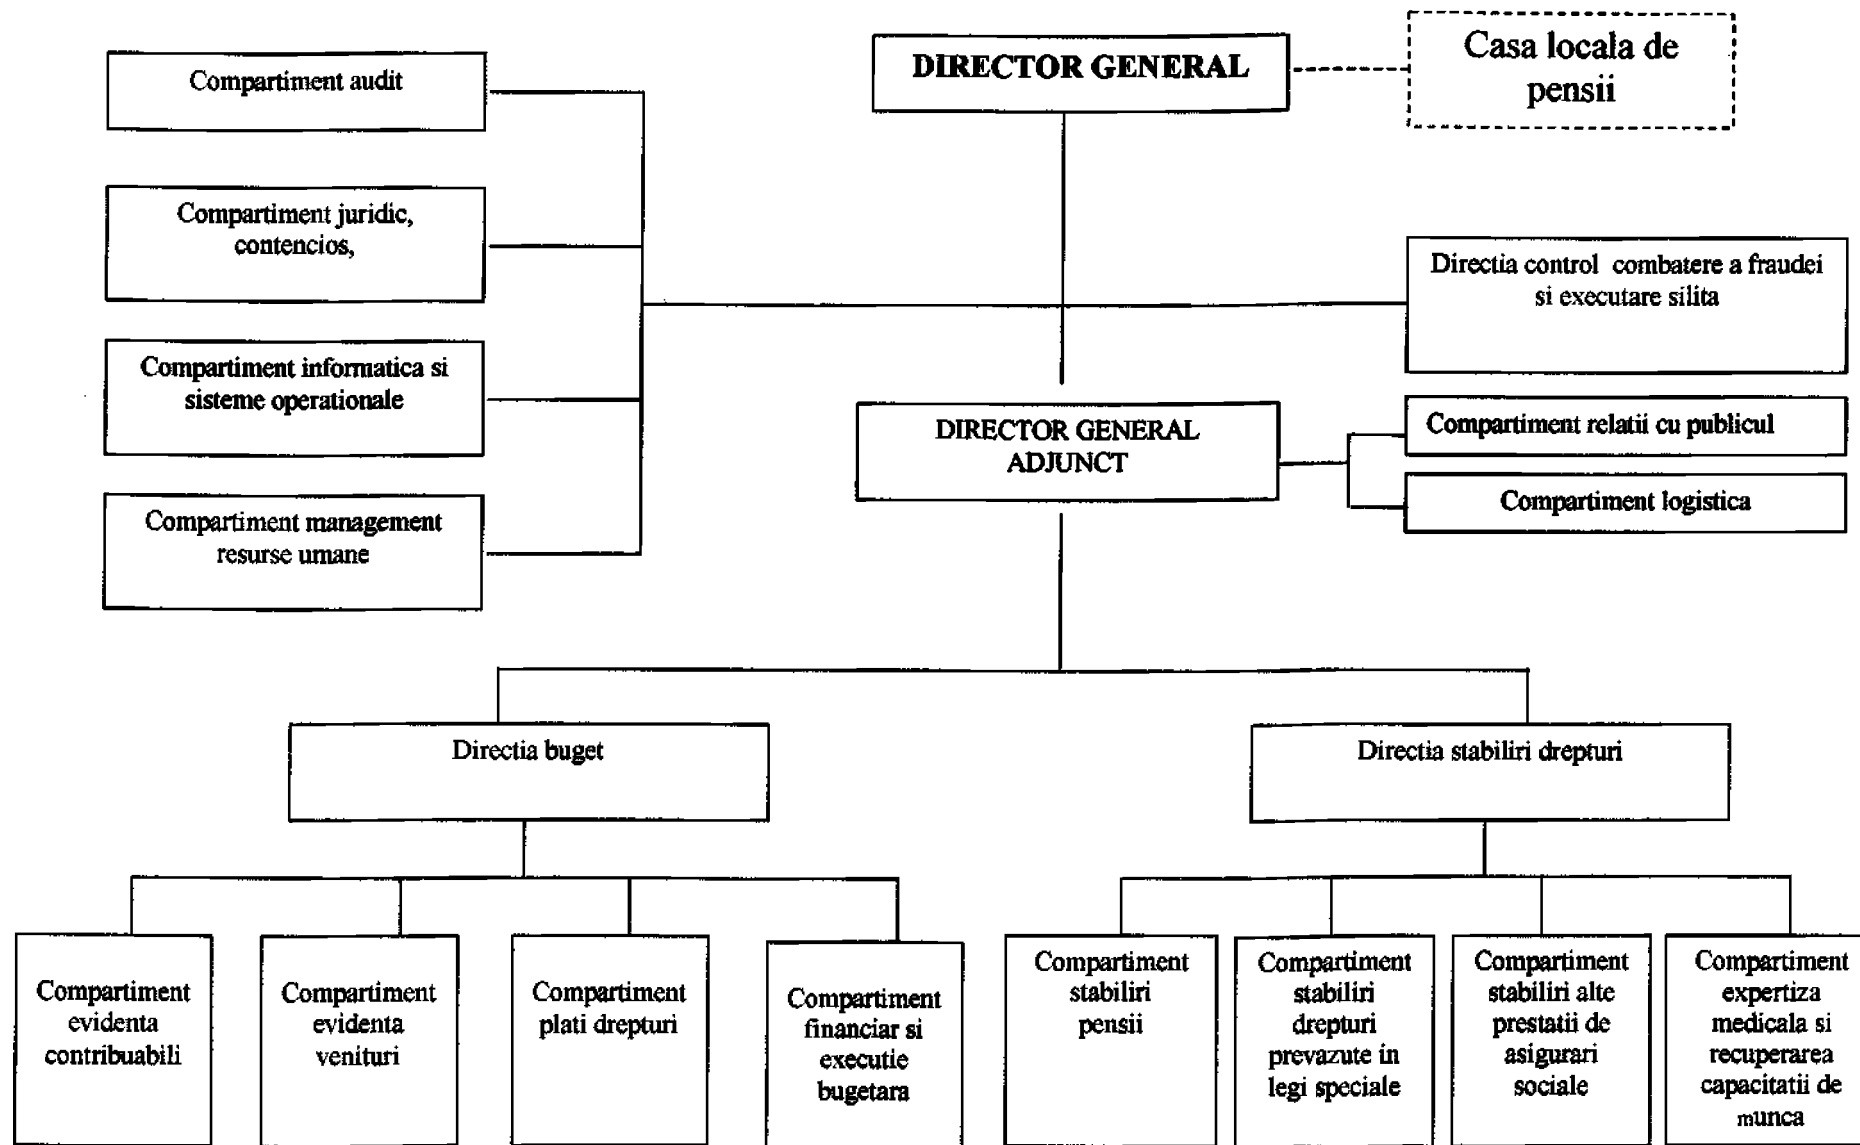 DIRECTOR GENERAL
Casa locala de
pensii
Compartiment audit
Compartiment juridic,
contencios,
Compartiment informatica si
sisteme operationale
Compartiment management
resurse umane
Directia control combatere a fraudei
si executare silita
DIRECTOR GENERAL
ADJUNCT
Compartiment relatii cu publicul
Compartiment logistica
Directia buget
Directia stabiliri drepturi
Compartiment
evidenta
contribuabili
Compartiment
evidenta
venituri
Compartiment
plati drepturi
Compartiment
financiar si
executie
bugetara
Compartiment
stabiliri
pensii
Compartiment
stabiliri
drepturi
prevazute in
legi speciale
Compartiment
stabiliri alte
prestatii de
asigurari
sociale
Compartiment
expertiza
medicala si
recuperarea
capacitatii de
munca